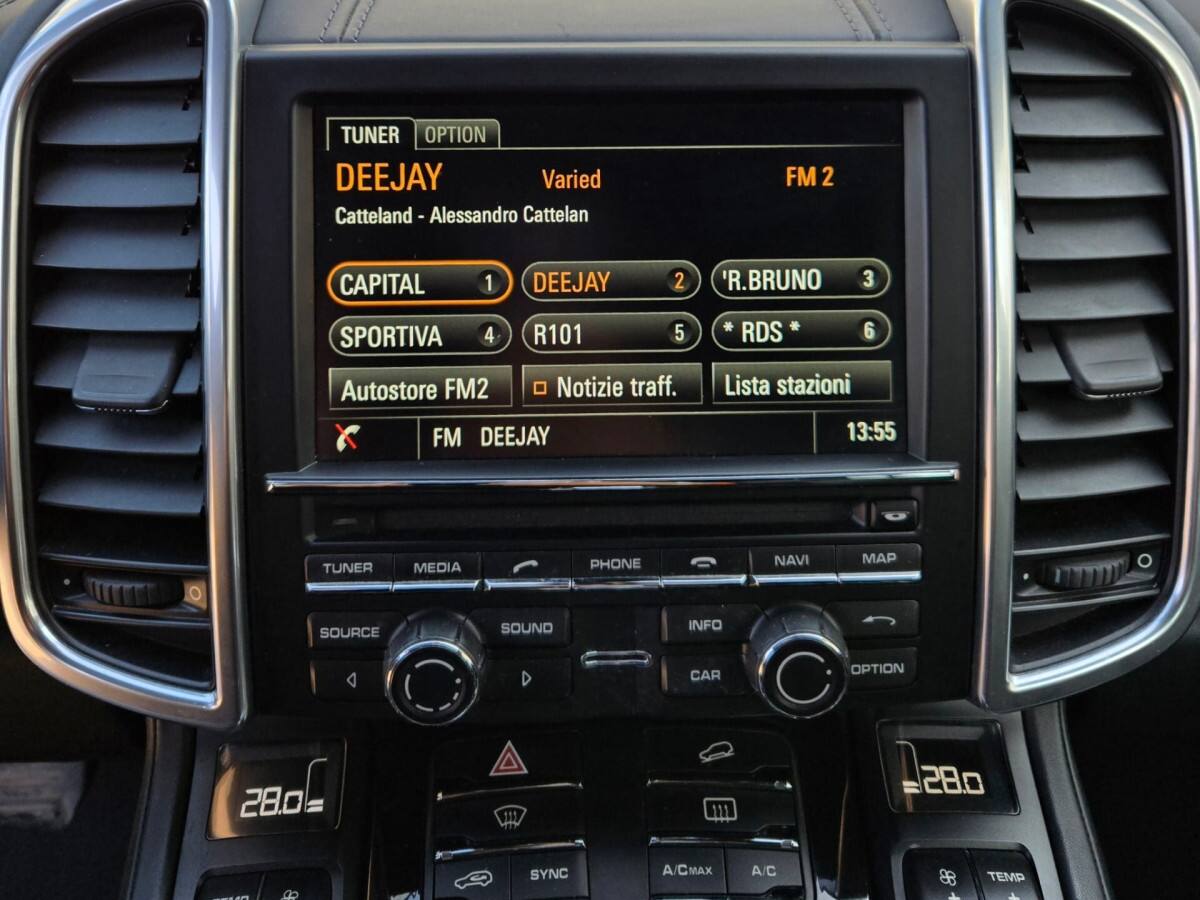 TUNER OPTION
DEEJAY Varied FM 2
Catteland - Alessandro Cattelan
CAPITAL 1 DEEJAY 2 'R.BRUNO 3
SPORTIVA 4 R101 5 * RDS * 6
Autostore FM2 Notizie traff. Lista stazioni
FM DEEJAY 13:55
TUNER MEDIA PHONE NAVI MAP
SOURCE SOUND INFO
CAR OPTION
28.0 28.0
SYNC A/C MAX A/C
TEMP TEMP